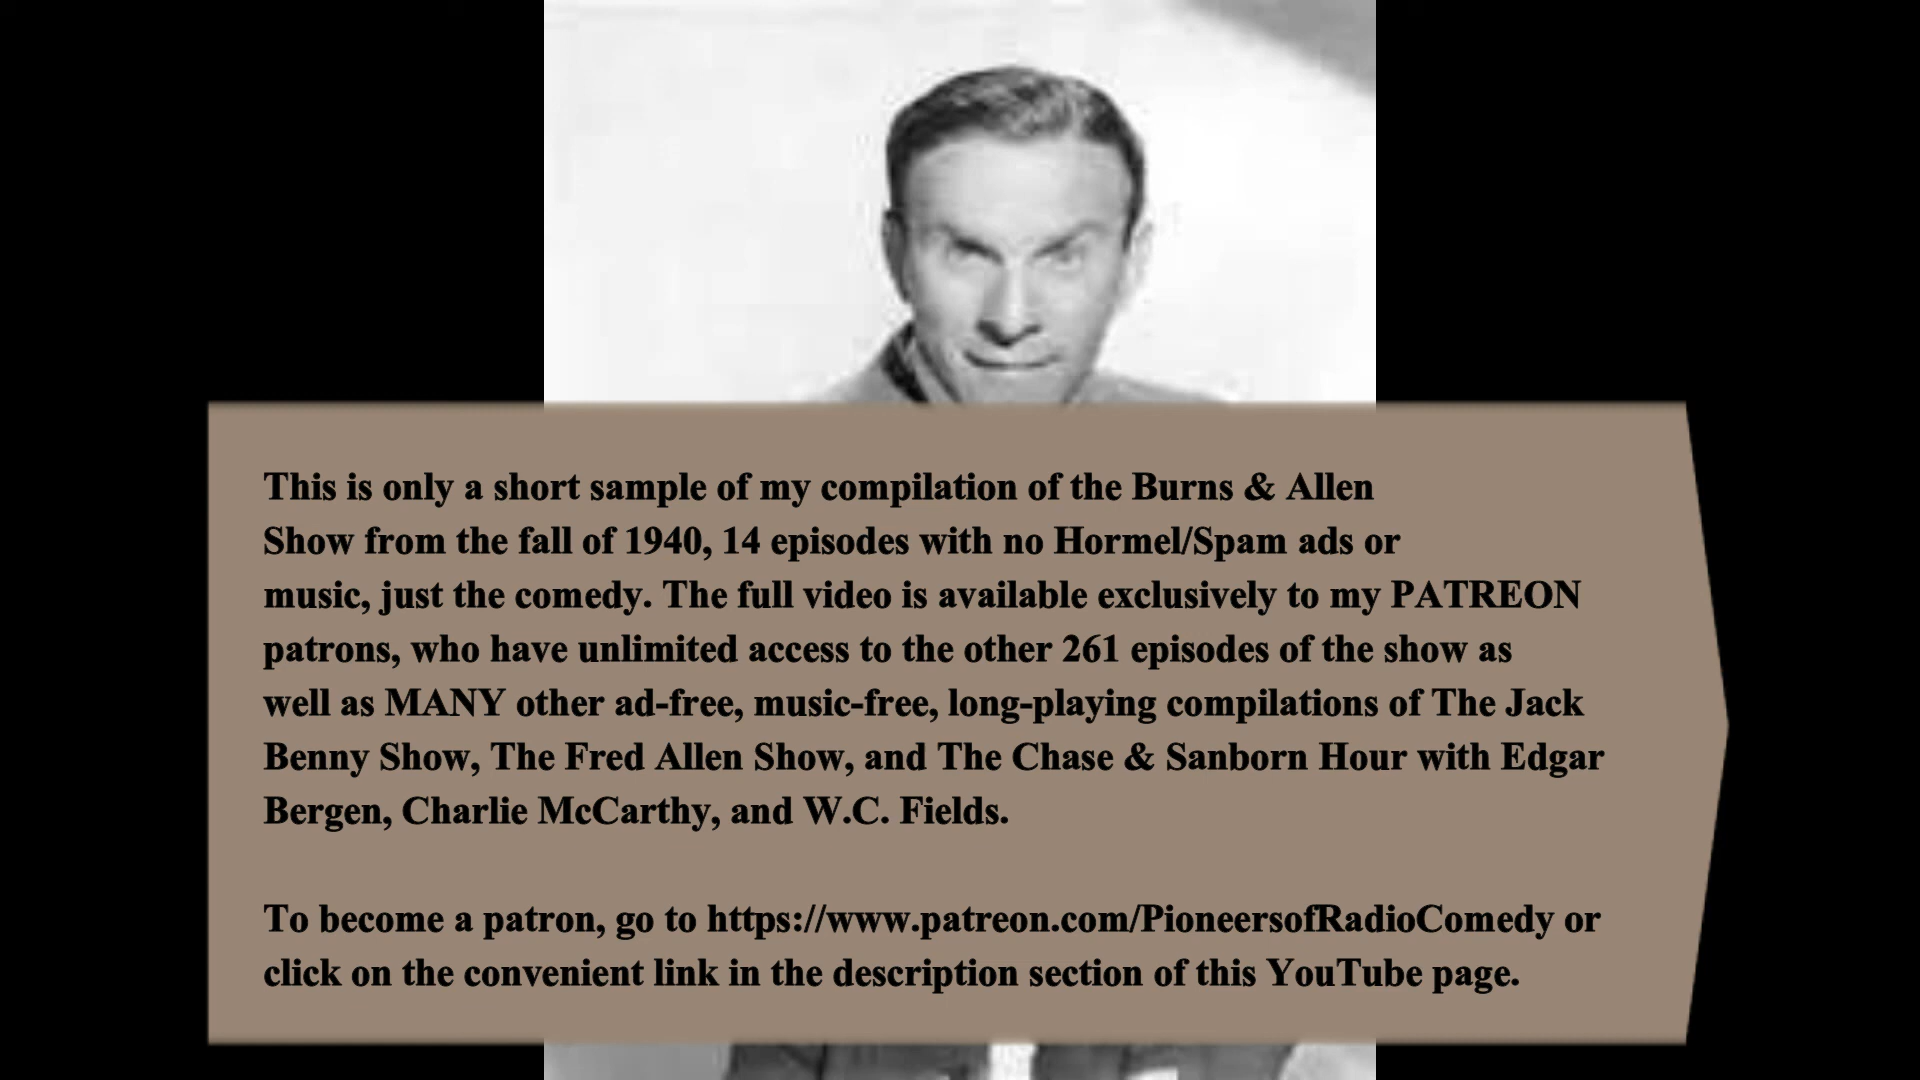 This is only a short sample of my compilation of the Burns & Allen
Show from the fall of 1940, 14 episodes with no Hormel/Spam ads or
music, just the comedy. The full video is available exclusively to my PATREON
patrons, who have unlimited access to the other 261 episodes of the show as
well as MANY other ad-free, music-free, long-playing compilations of The Jack
Benny Show, The Fred Allen Show, and The Chase & Sanborn Hour with Edgar
Bergen, Charlie McCarthy, and W.C. Fields.
To become a patron, go to https://www.patreon.com/PioneersofRadioComedy or
click on the convenient link in the description section of this YouTube page.